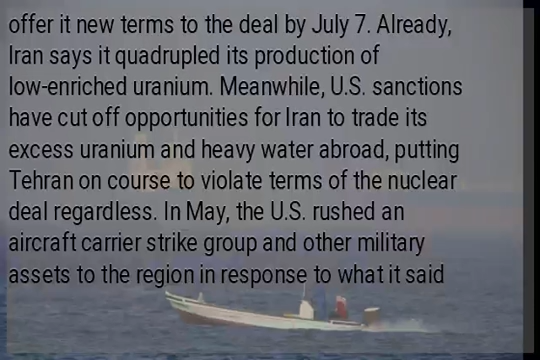 offer it new terms to the deal by July 7. Already,
Iran says it quadrupled its production of
low-enriched uranium. Meanwhile, U.S. sanctions
have cut off opportunities for Iran to trade its
excess uranium and heavy water abroad, putting
Tehran on course to violate terms of the nuclear
deal regardless. In May, the U.S. rushed an
aircraft carrier strike group and other military
assets to the region in response to what it said